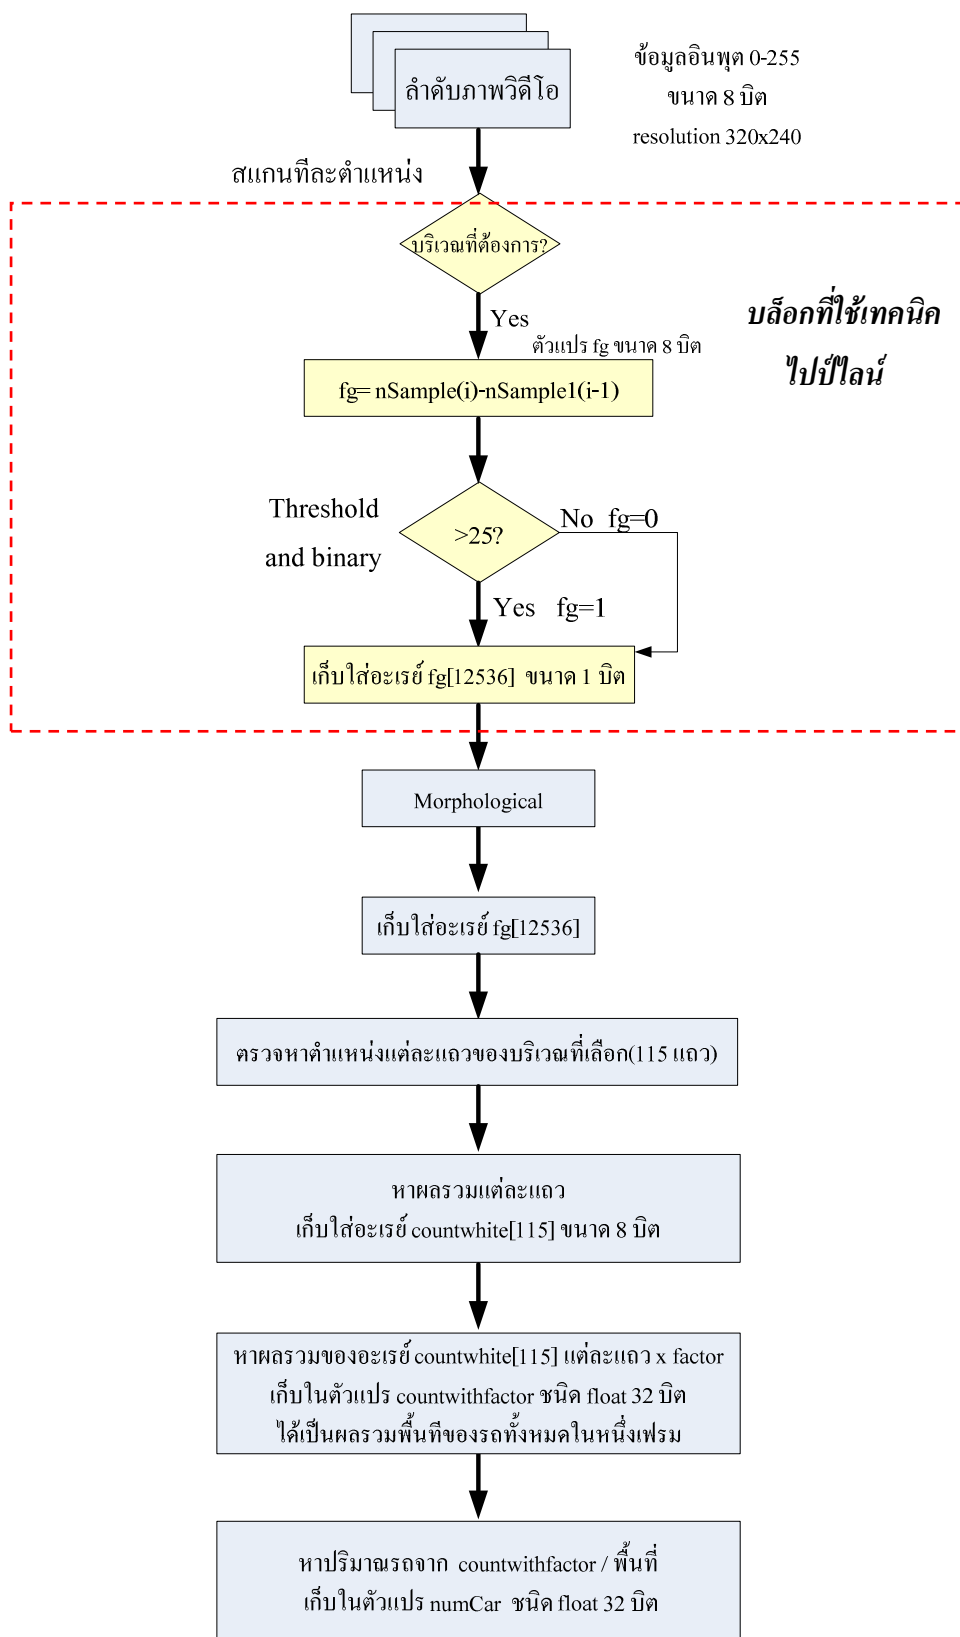 ลำดับภาพวิดีโอ
ข้อมูลอินพุต 0-255
ขนาด 8 บิต
resolution 320x240
สแกนทีละตำแหน่ง
บริเวณที่ต้องการ?
Yes
ตัวแปร fg ขนาด 8 บิต
บล็อกที่ใช้เทคนิค
ไปป์ไลน์
fg= nSample(i)-nSample1(i-1)
Threshold
and binary
>25?
No fg=0
Yes fg=1
เก็บใส่อะเรย์ fg[12536] ขนาด 1 บิต
Morphological
เก็บใส่อะเรย์ fg[12536]
ตรวจหาตำแหน่งแต่ละแถวของบริเวณที่เลือก(115 แถว)
หาผลรวมแต่ละแถว
เก็บใส่อะเรย์ countwhite[115] ขนาด 8 บิต
หาผลรวมของอะเรย์ countwhite[115] แต่ละแถว x factor
เก็บในตัวแปร countwithfactor ชนิด float 32 บิต
ได้เป็นผลรวมพื้นที่ของรถทั้งหมดในหนึ่งเฟรม
หาปริมาณรถจาก countwithfactor / พื้นที่
เก็บในตัวแปร numCar ชนิด float 32 บิต